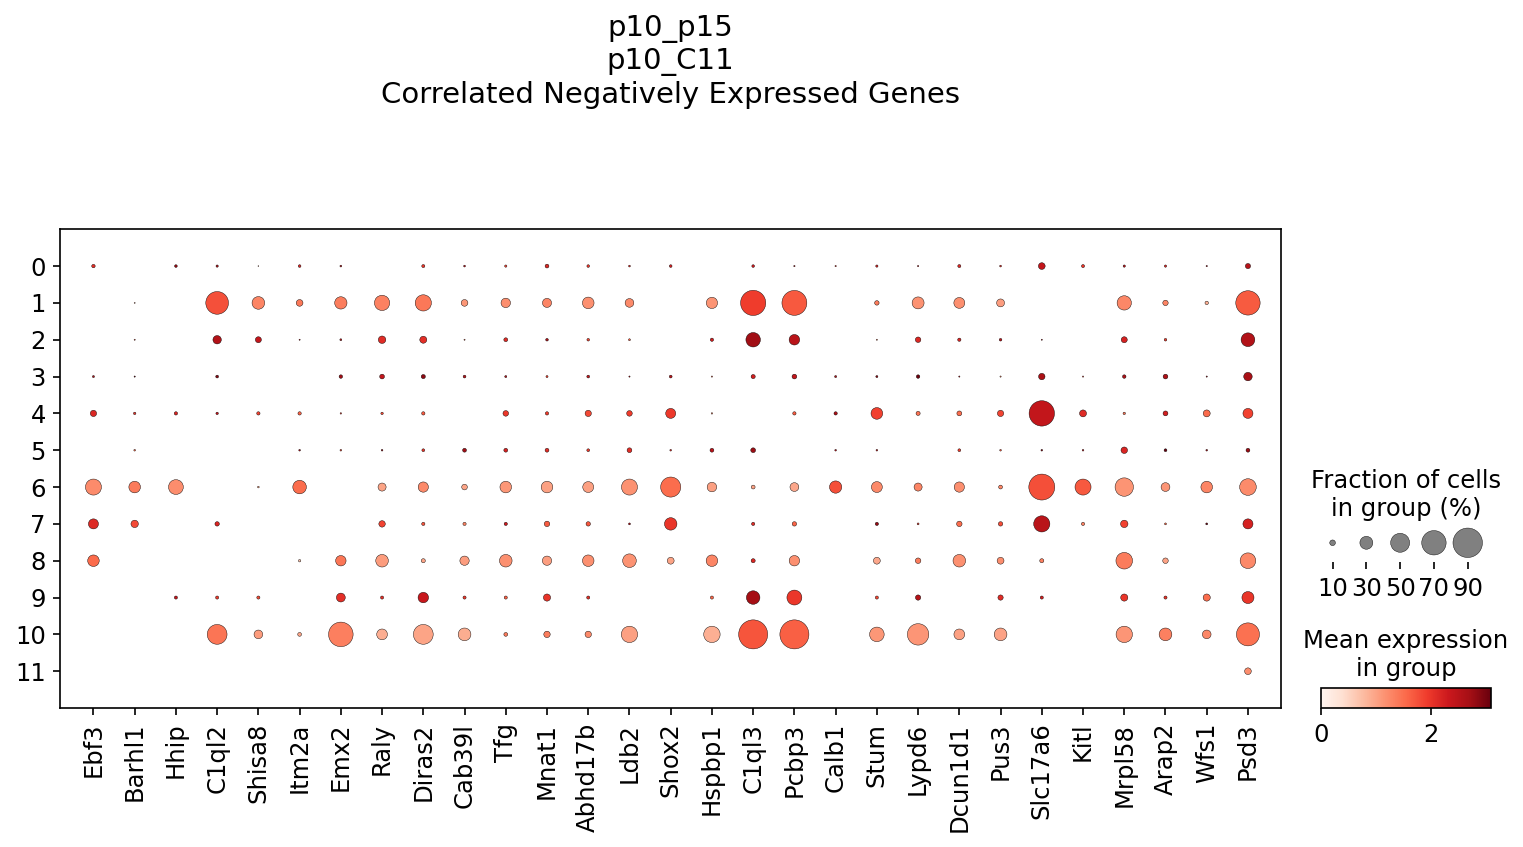 p10_p15
p10_C11
Correlated Negatively Expressed Genes
0
1
2
3
4
5
6
7
8
9
10
11
Ebf3
Barhl1
Hhip
C1ql2
Shisa8
Itm2a
Emx2
Raly
Diras2
Cab39l
Tfg
Mnat1
Abhd17b
Ldb2
Shox2
Hspbp1
C1ql3
Pcbp3
Calb1
Stum
Lypd6
Dcun1d1
Pus3
Slc17a6
Kitl
Mrpl58
Arap2
Wfs1
Psd3
Fraction of cells
in group (%)
10 30 50 70 90
Mean expression
in group
0 2